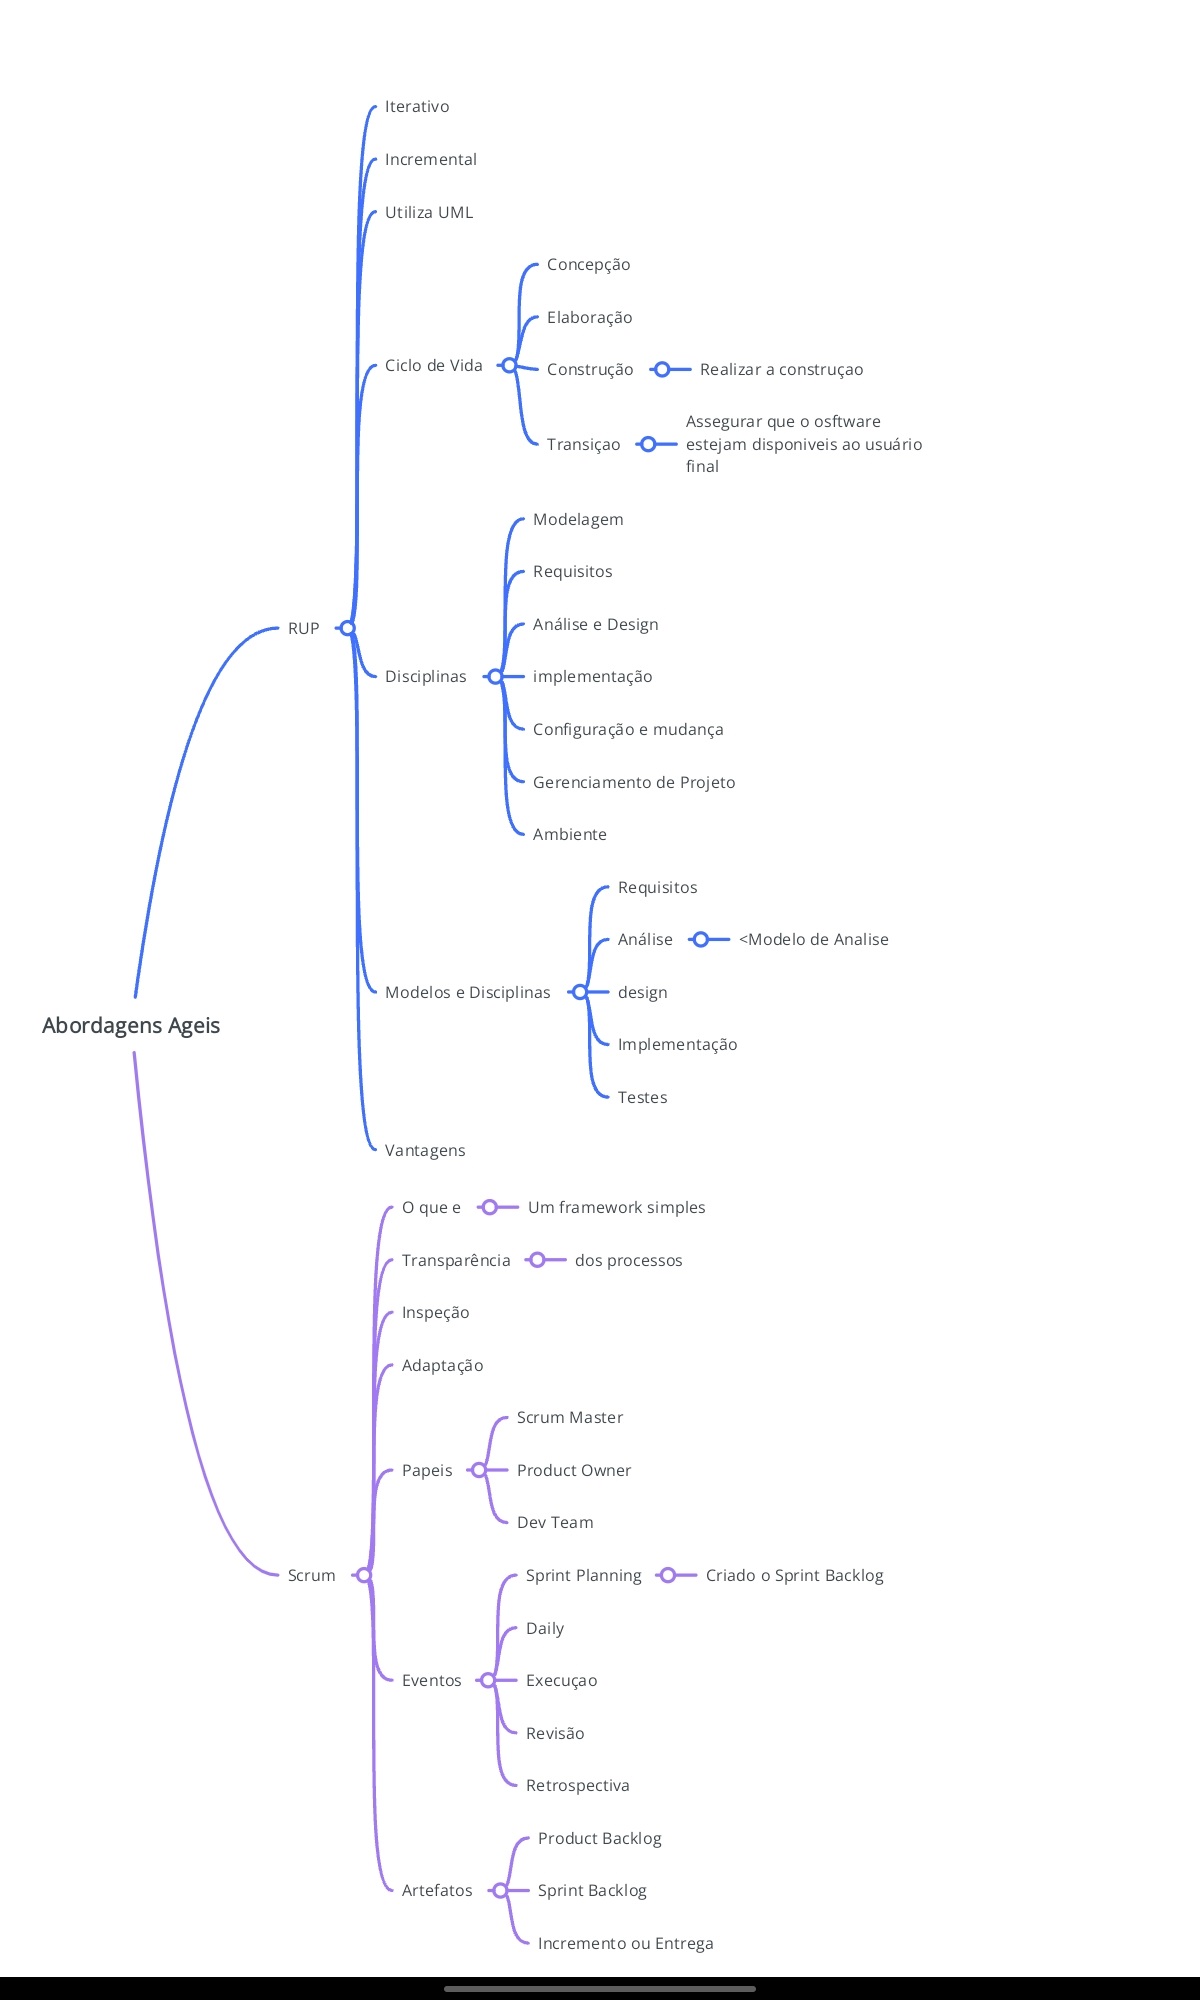 Iterativo
Incremental
Utiliza UML
Concepção
Elaboração
Ciclo de Vida
Construção
Realizar a construçao
Transiçao
Assegurar que o osftware
estejam disponiveis ao usuário
final
Modelagem
Requisitos
Análise e Design
RUP
Disciplinas
implementação
Configuração e mudança
Gerenciamento de Projeto
Ambiente
Requisitos
Análise
<Modelo de Analise
Modelos e Disciplinas
design
Abordagens Ageis
Implementação
Testes
Vantagens
O que e
Um framework simples
Transparência
dos processos
Inspeção
Adaptação
Scrum Master
Papeis
Product Owner
Dev Team
Scrum
Sprint Planning
Criado o Sprint Backlog
Daily
Eventos
Execuçao
Revisão
Retrospectiva
Product Backlog
Artefatos
Sprint Backlog
Incremento ou Entrega